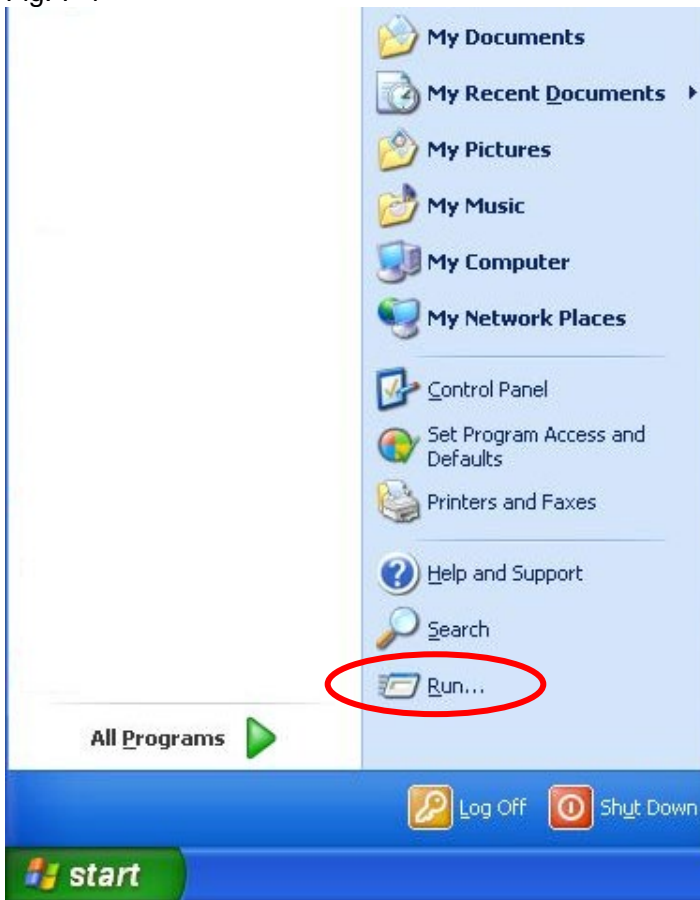 My Documents
My Recent Documents
My Pictures
My Music
My Computer
My Network Places
Control Panel
Set Program Access and
Defaults
Printers and Faxes
Help and Support
Search
Run...
All Programs
Log Off
Shut Down
start